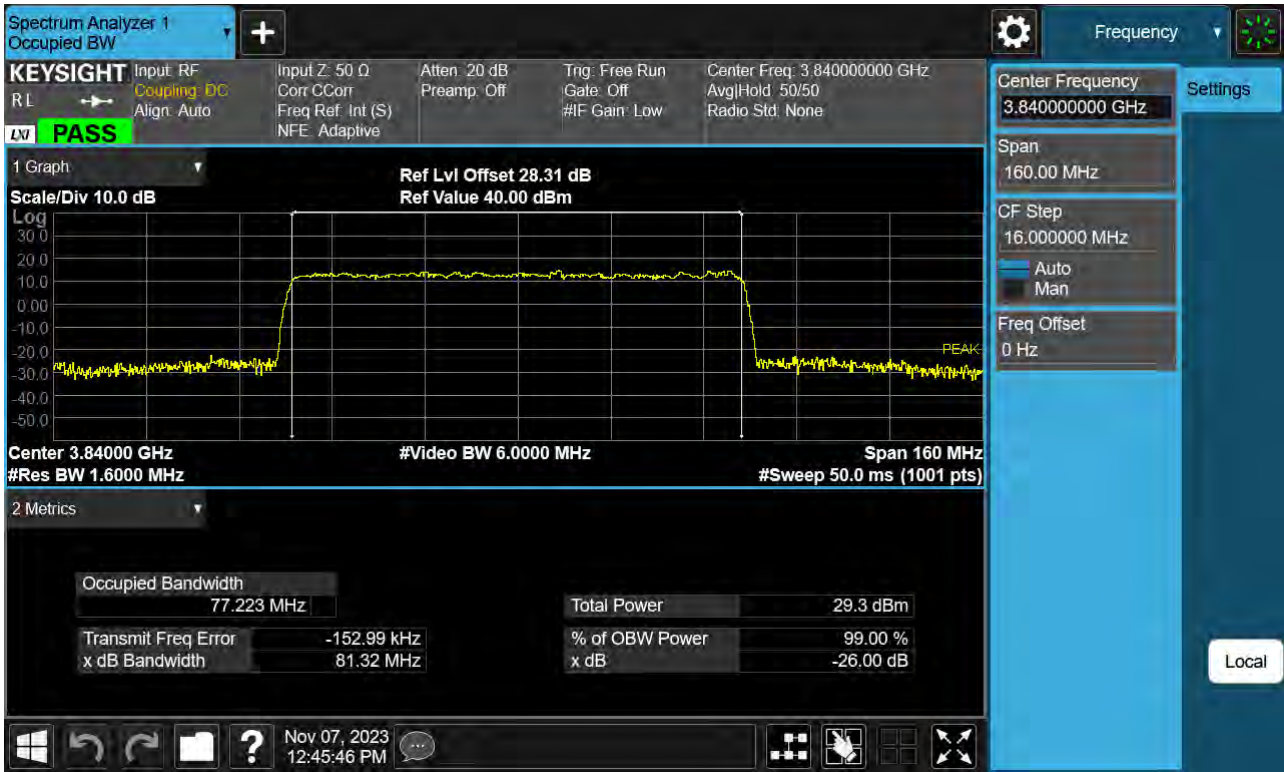 Spectrum Analyzer 1
Occupied BW
Frequency
KEYSIGHT
RL
LXI
PASS
Input: RF
Coupling: DC
Align: Auto
Input Z: 50 Ω
Corr CCorr
Freq Ref: Int (S)
NFE: Adaptive
Atten: 20 dB
Preamp: Off
Trig: Free Run
Gate: Off
#IF Gain: Low
Center Freq: 3.840000000 GHz
Avg|Hold: 50/50
Radio Std: None
Center Frequency
3.840000000 GHz
Settings
Span
160.00 MHz
CF Step
16.000000 MHz
Auto
Man
Freq Offset
0 Hz
Local
1 Graph
Scale/Div 10.0 dB
Ref Lvl Offset 28.31 dB
Ref Value 40.00 dBm
Log
30.0
20.0
10.0
0.00
-10.0
-20.0
-30.0
-40.0
-50.0
PEAK
Center 3.84000 GHz
#Video BW 6.0000 MHz
Span 160 MHz
#Res BW 1.6000 MHz
#Sweep 50.0 ms (1001 pts)
2 Metrics
Occupied Bandwidth
77.223 MHz
Total Power 29.3 dBm
Transmit Freq Error -152.99 kHz
% of OBW Power 99.00 %
x dB Bandwidth 81.32 MHz
x dB -26.00 dB
?
Nov 07, 2023
12:45:46 PM